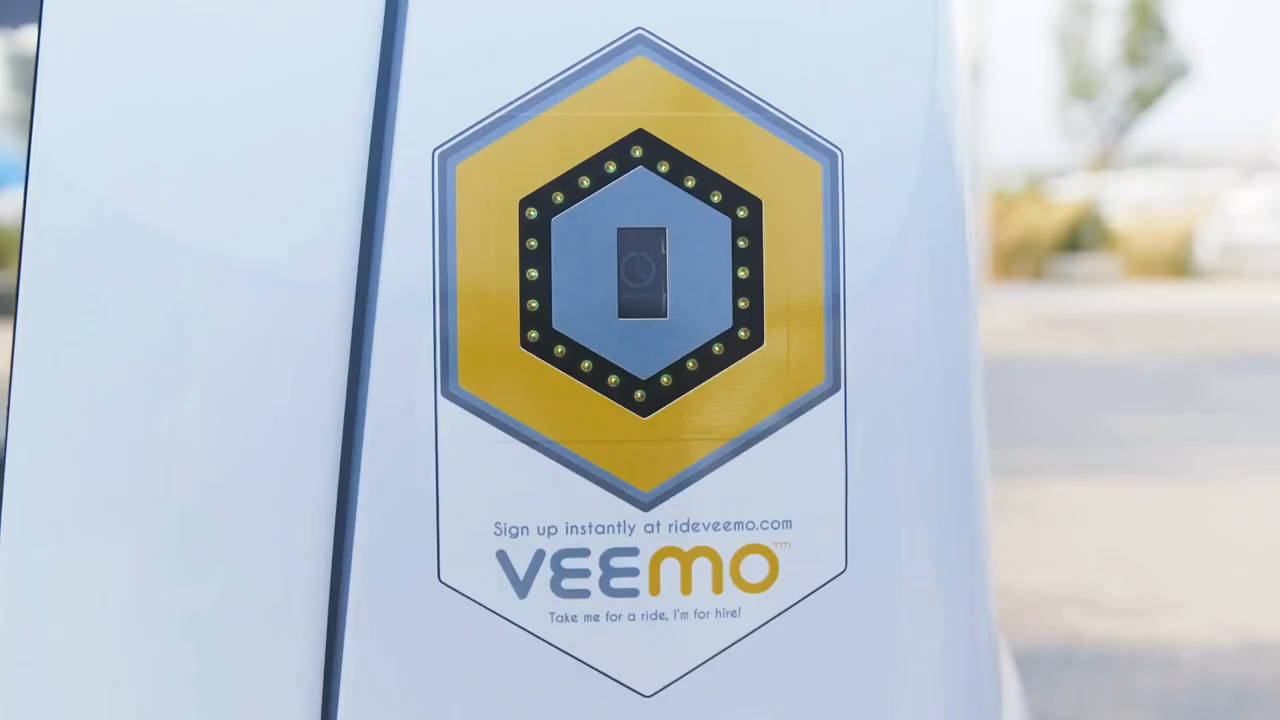 Sign up instantly at rideveemo.com
VEEMO™
Take me for a ride, I'm for hire!